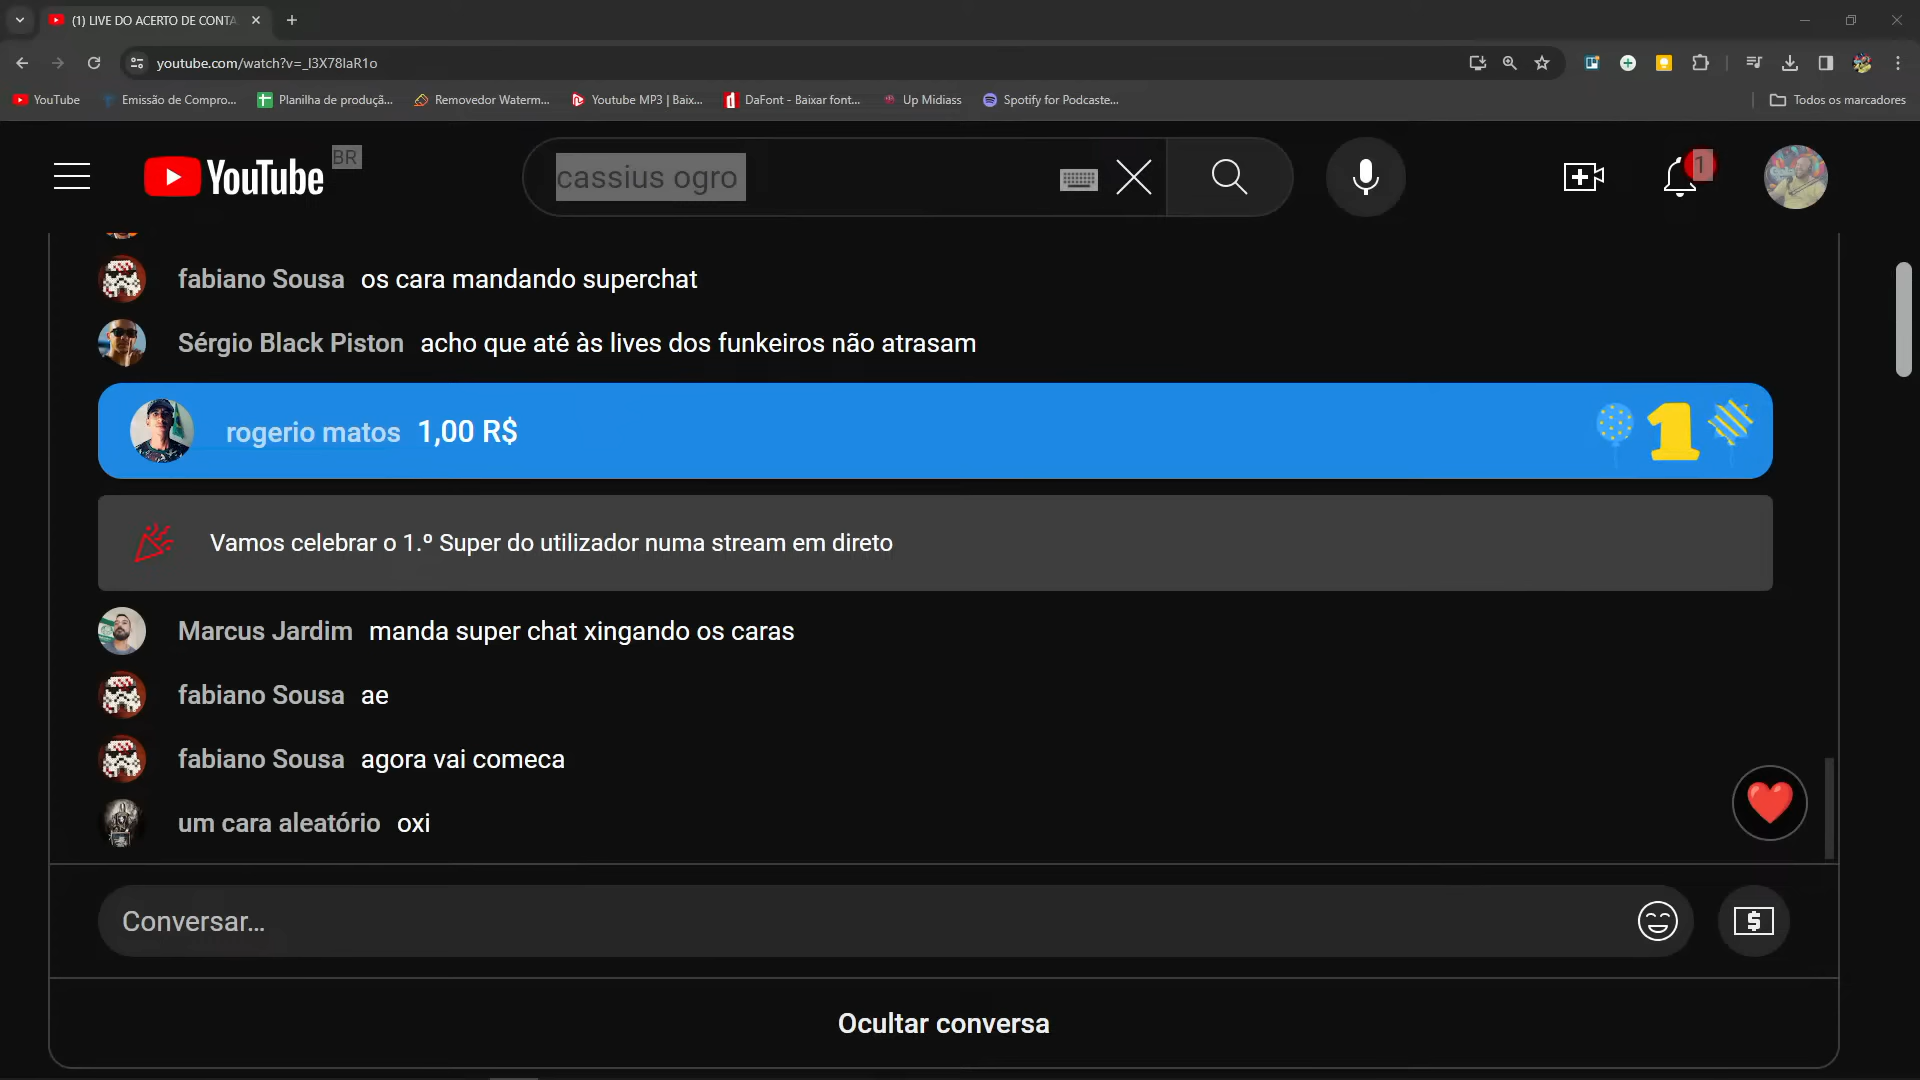 (1) LIVE DO ACERTO DE CONTA
youtube.com/watch?v=_I3X78IaR1o
YouTube
Emissão de Compro...
Planilha de produçã...
Removedor Waterm...
Youtube MP3 | Baix...
DaFont - Baixar font...
Up Midiass
Spotify for Podcaste...
Todos os marcadores
YouTube BR
cassius ogro
1
fabiano Sousa os cara mandando superchat
Sérgio Black Piston acho que até às lives dos funkeiros não atrasam
rogerio matos 1,00 R$
1
Vamos celebrar o 1.º Super do utilizador numa stream em direto
Marcus Jardim manda super chat xingando os caras
fabiano Sousa ae
fabiano Sousa agora vai comeca
um cara aleatório oxi
Conversar...
Ocultar conversa